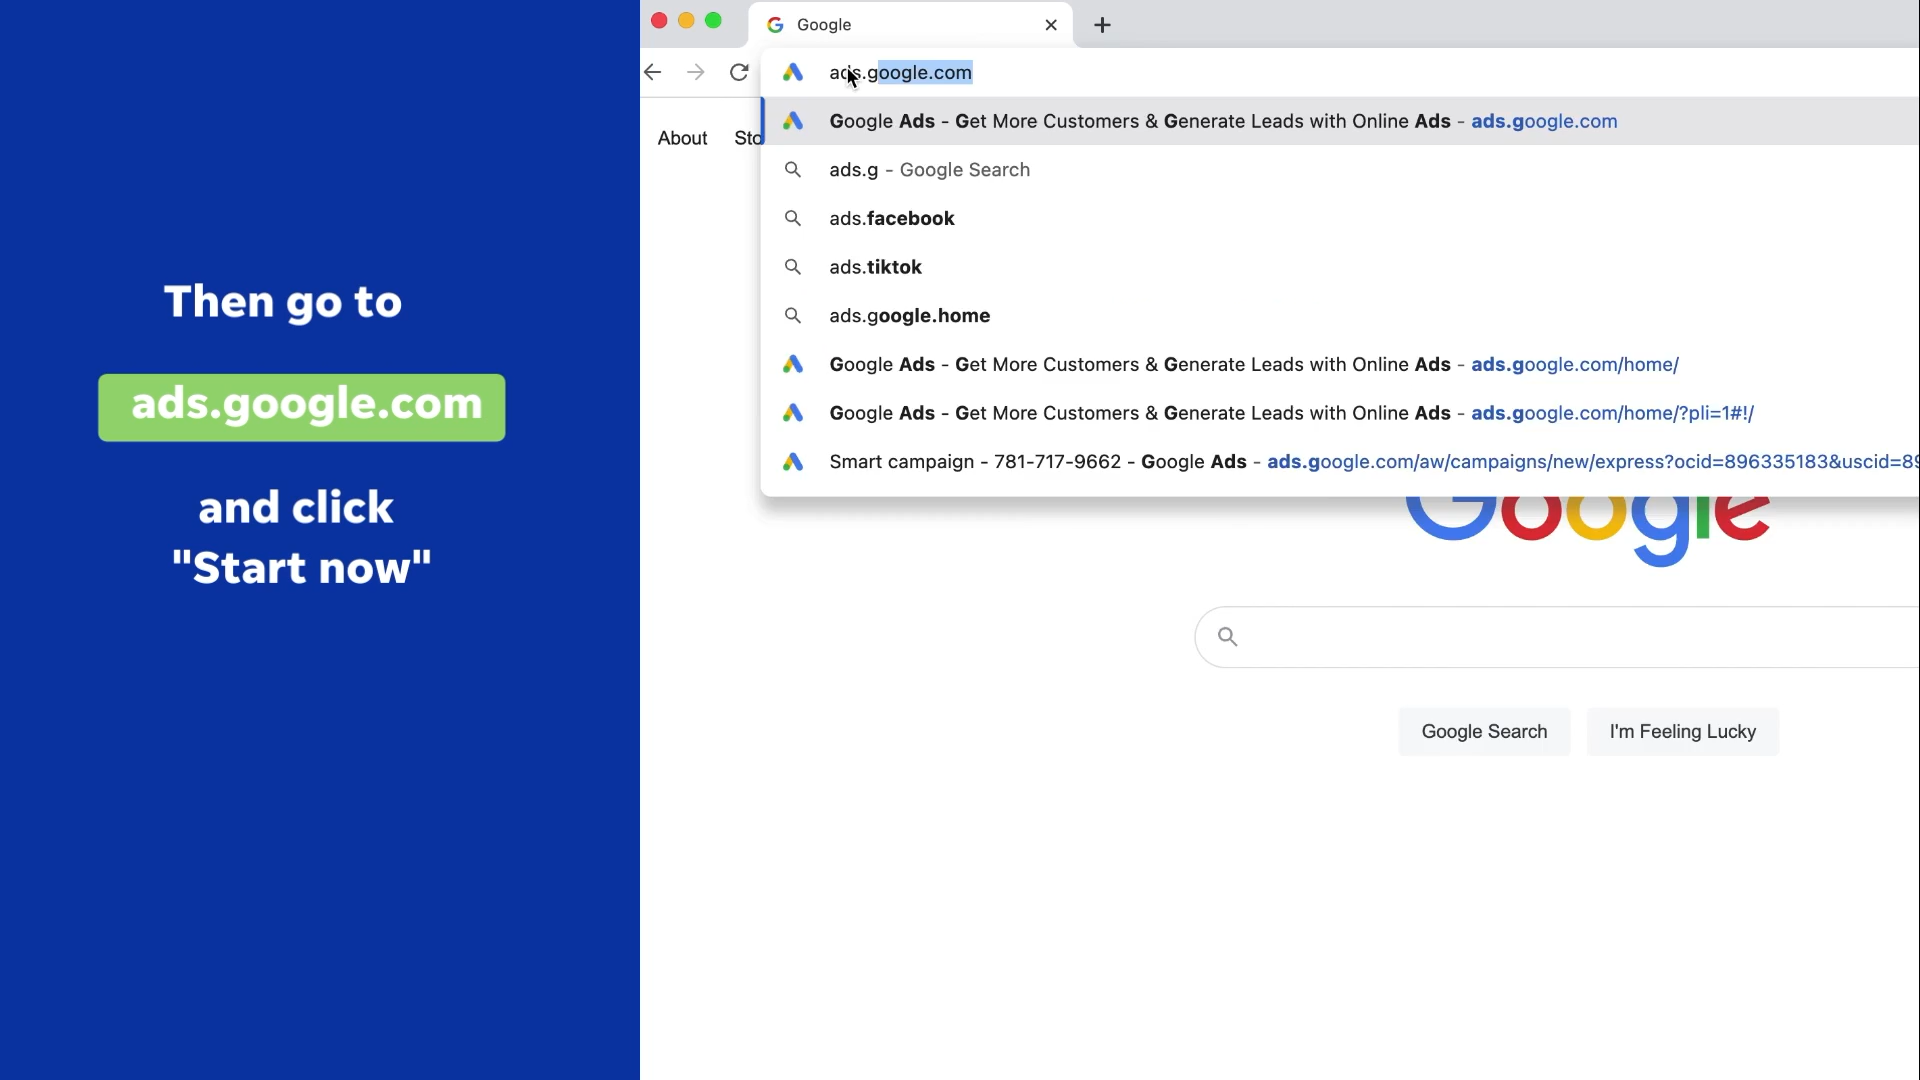 Then go to
ads.google.com
and click
"Start now"
Google
ads.google.com
About
Google Ads - Get More Customers & Generate Leads with Online Ads - ads.google.com
ads.g - Google Search
ads.facebook
ads.tiktok
ads.google.home
Google Ads - Get More Customers & Generate Leads with Online Ads - ads.google.com/home/
Google Ads - Get More Customers & Generate Leads with Online Ads - ads.google.com/home/?pli=1#!/
Smart campaign - 781-717-9662 - Google Ads - ads.google.com/aw/campaigns/new/express?ocid=896335183&uscid=89
Google
Google Search
I'm Feeling Lucky